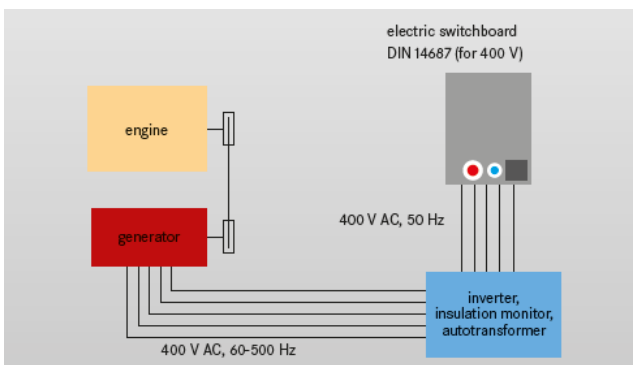 electric switchboard
DIN 14687 (for 400 V)
engine
400 V AC, 50 Hz
generator
inverter,
insulation monitor,
autotransformer
400 V AC, 60-500 Hz